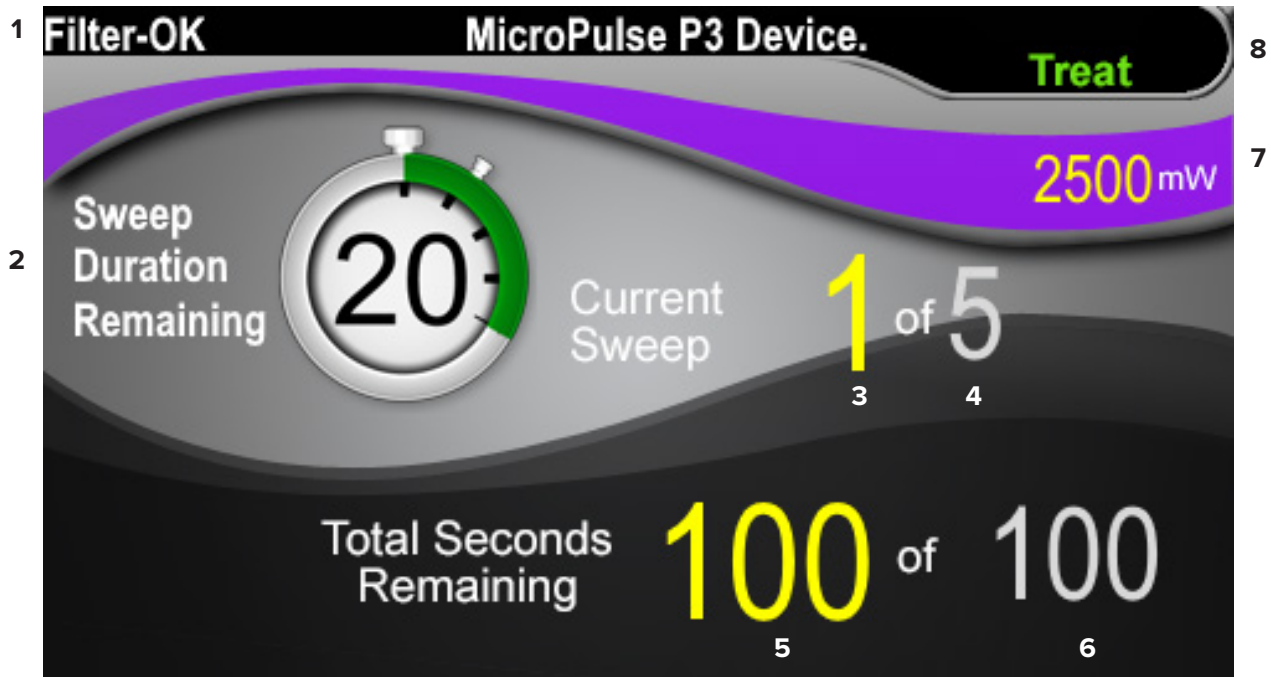 1 Filter-OK MicroPulse P3 Device. 8
Treat
7
2500 mW
2
Sweep
Duration
Remaining
20
Current
Sweep
1 of 5
3 4
Total Seconds
Remaining
100 of 100
5 6